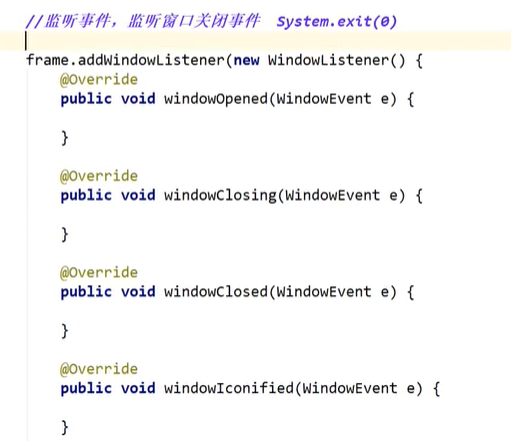 //监听事件，监听窗口关闭事件  System.exit(0)
frame.addWindowListener(new WindowListener() {
@Override
public void windowOpened(WindowEvent e) {
}
@Override
public void windowClosing(WindowEvent e) {
}
@Override
public void windowClosed(WindowEvent e) {
}
@Override
public void windowIconified(WindowEvent e) {
}